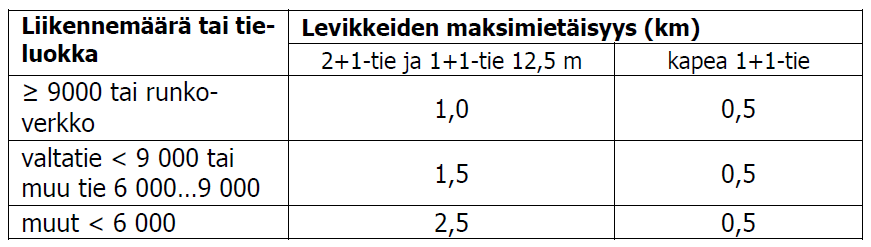 Liikennemäärä tai tie-
luokka
Levikkeiden maksimietäisyys (km)
2+1-tie ja 1+1-tie 12,5 m
kapea 1+1-tie
≥ 9000 tai runko-
verkko
1,0
0,5
valtatie < 9 000 tai
muu tie 6 000…9 000
1,5
0,5
muut < 6 000
2,5
0,5